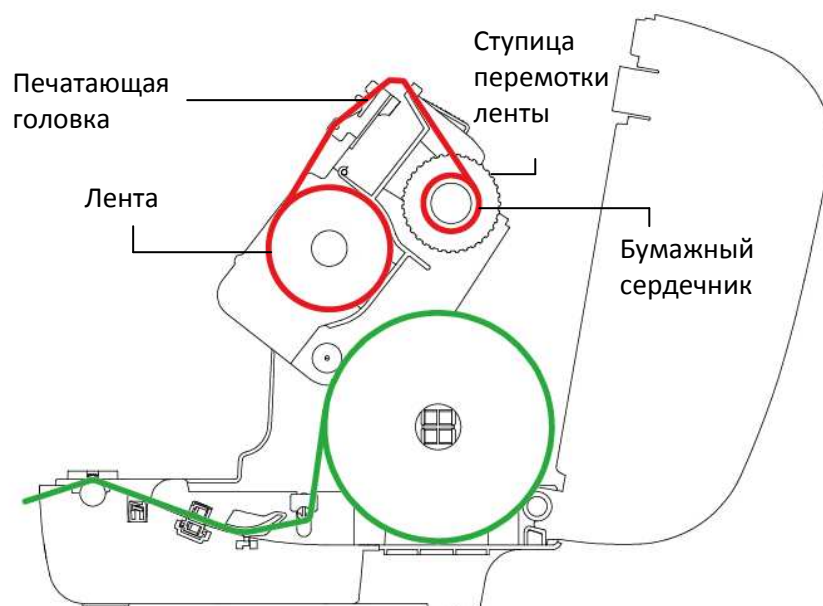 Печатающая
головка
Ступица
перемотки
ленты
Лента
Бумажный
сердечник